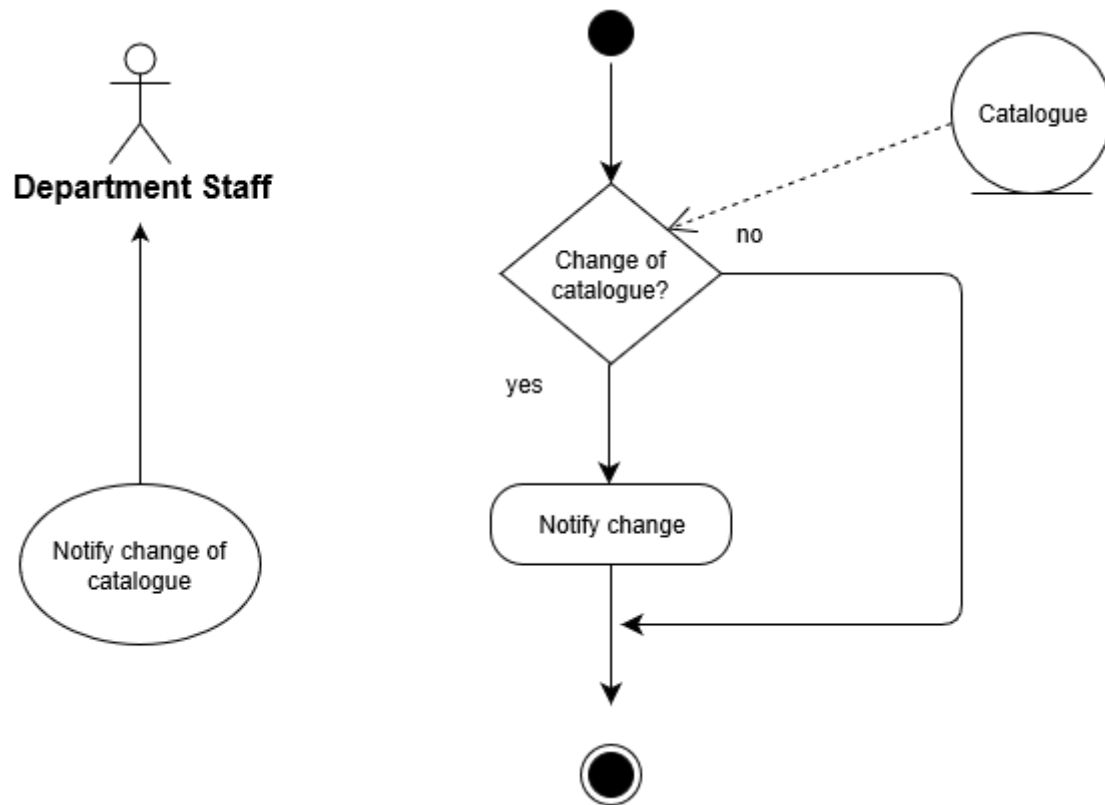 Department Staff
Notify change of
catalogue
Catalogue
Change of
catalogue?
no
yes
Notify change